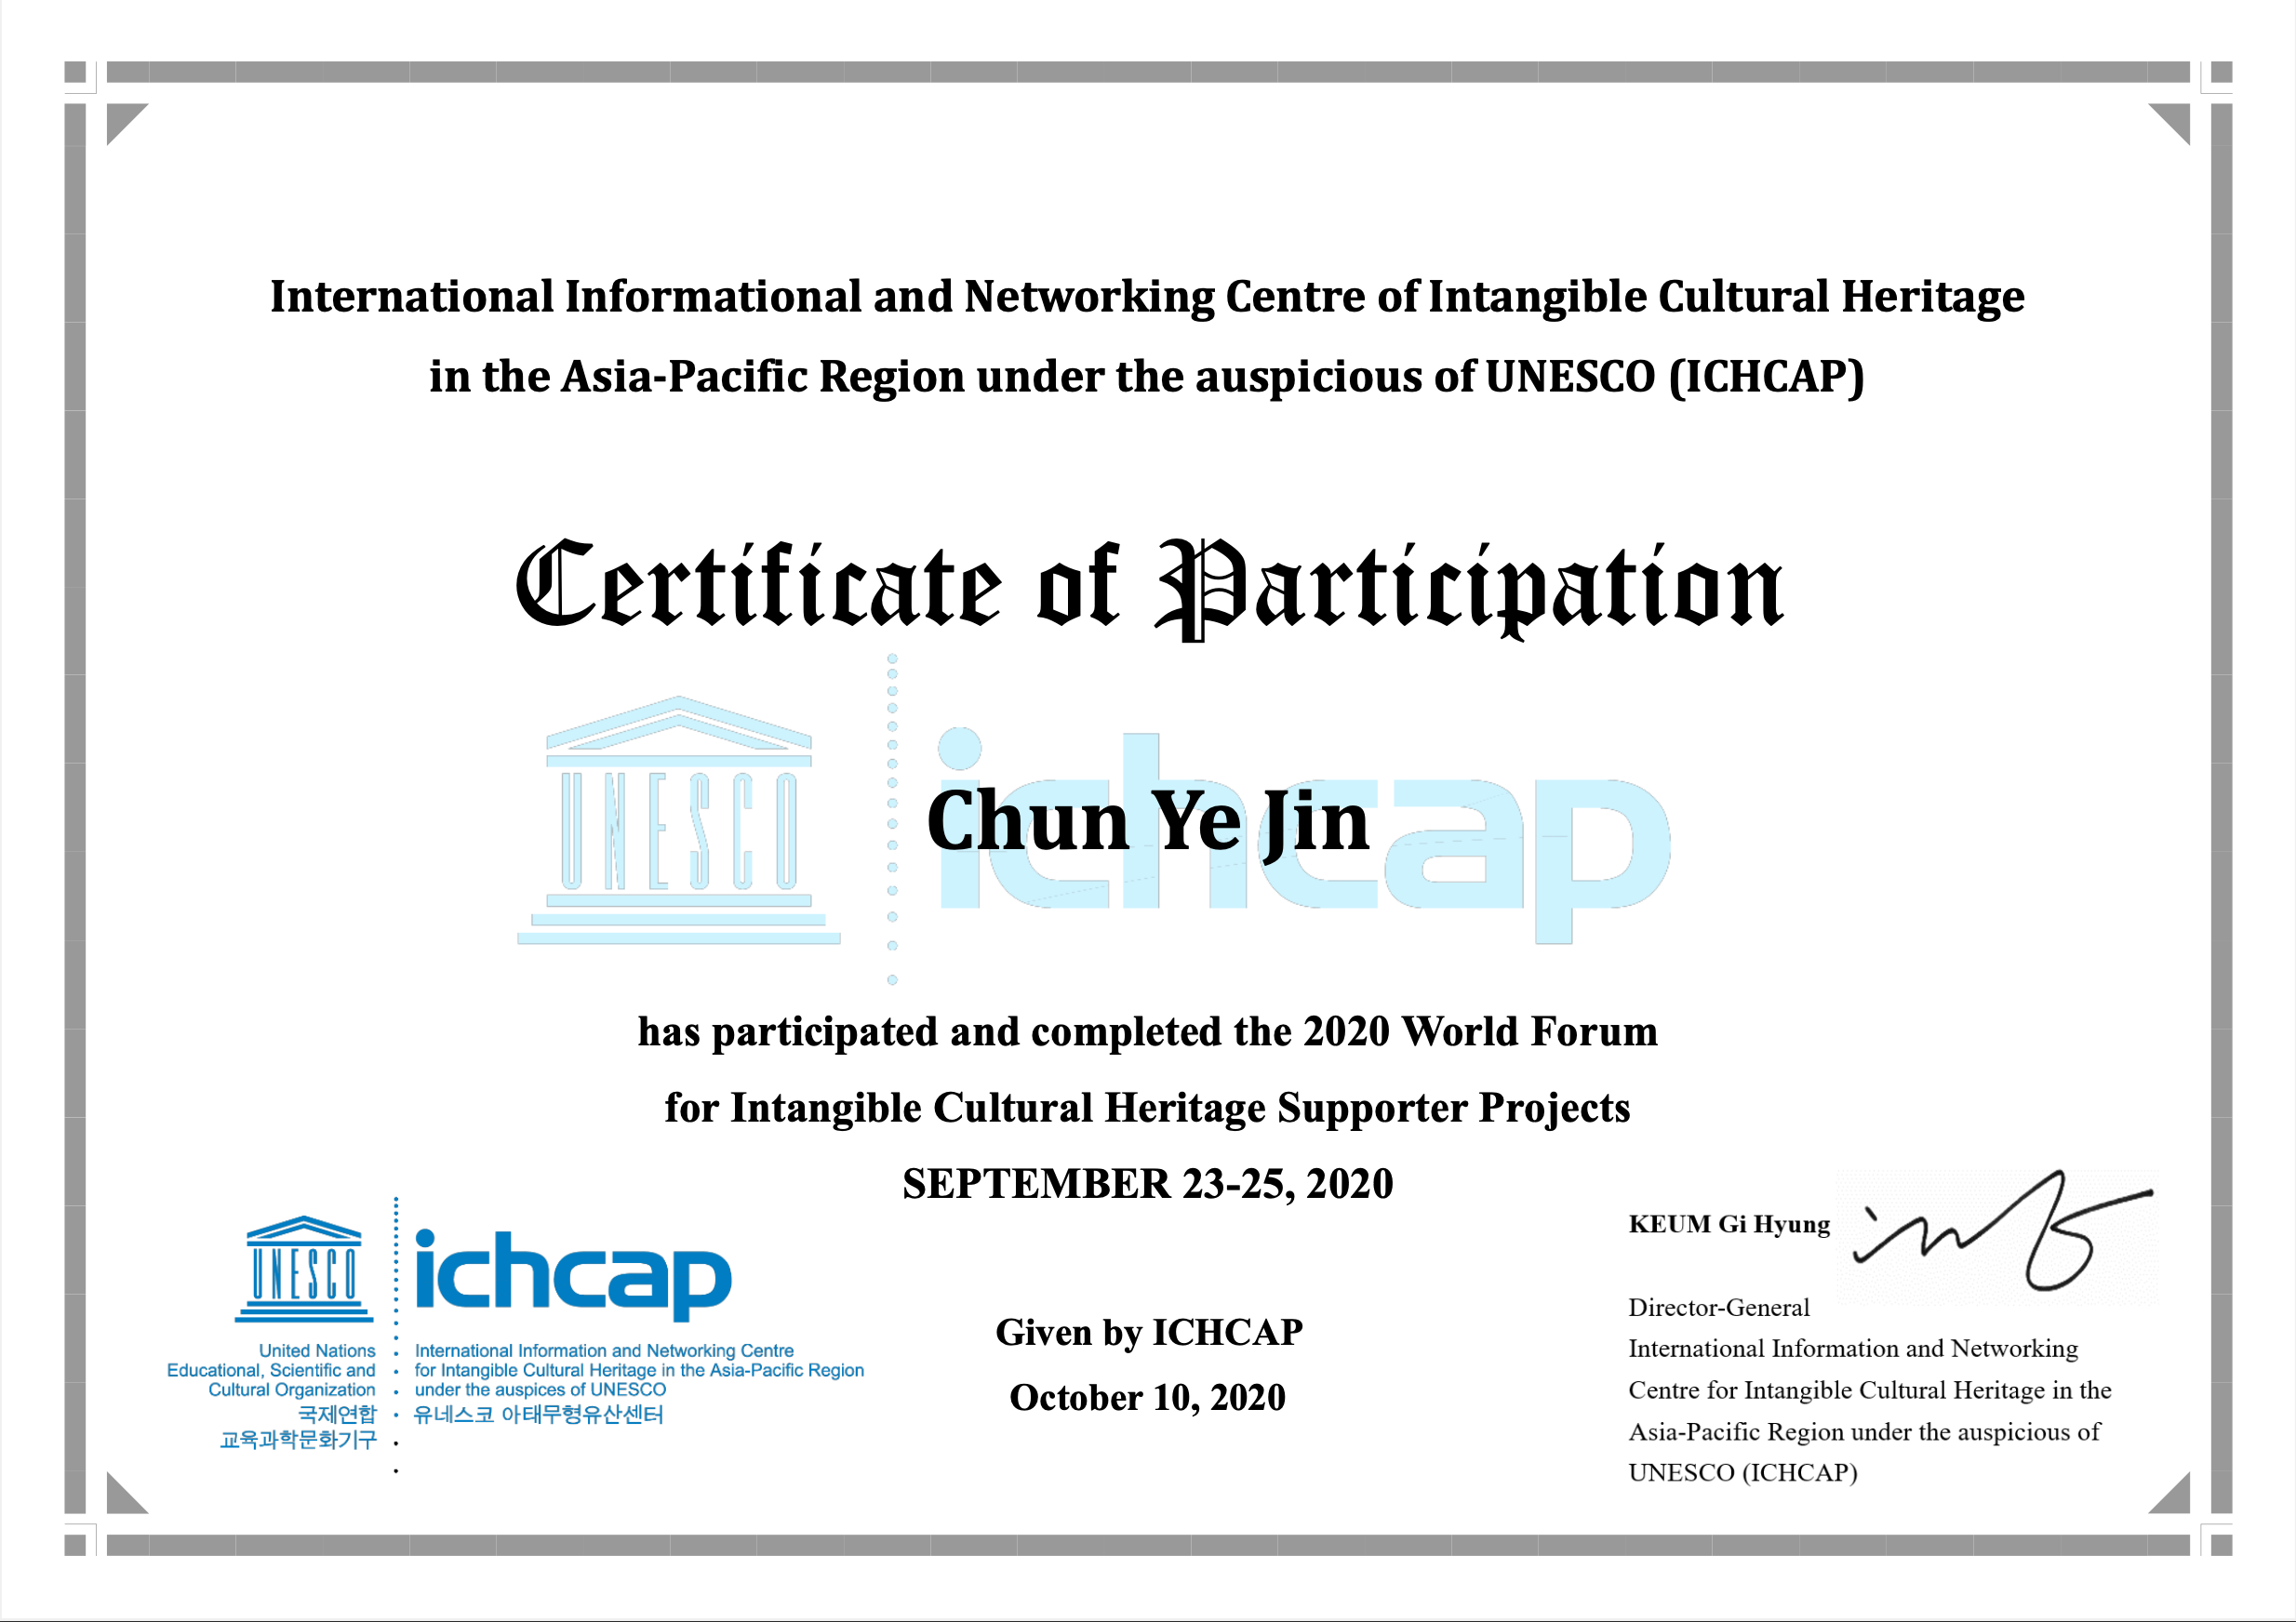 International Informational and Networking Centre of Intangible Cultural Heritage
in the Asia-Pacific Region under the auspicious of UNESCO (ICHCAP)
Certificate of Participation
UNESCO
ichcap
Chun Ye Jin
has participated and completed the 2020 World Forum
for Intangible Cultural Heritage Supporter Projects
SEPTEMBER 23-25, 2020
UNESCO
ichcap
United Nations
Educational, Scientific and
Cultural Organization
국제연합
교육과학문화기구
International Information and Networking Centre
for Intangible Cultural Heritage in the Asia-Pacific Region
under the auspices of UNESCO
유네스코 아태무형유산센터
Given by ICHCAP
October 10, 2020
KEUM Gi Hyung
Director-General
International Information and Networking
Centre for Intangible Cultural Heritage in the
Asia-Pacific Region under the auspicious of
UNESCO (ICHCAP)